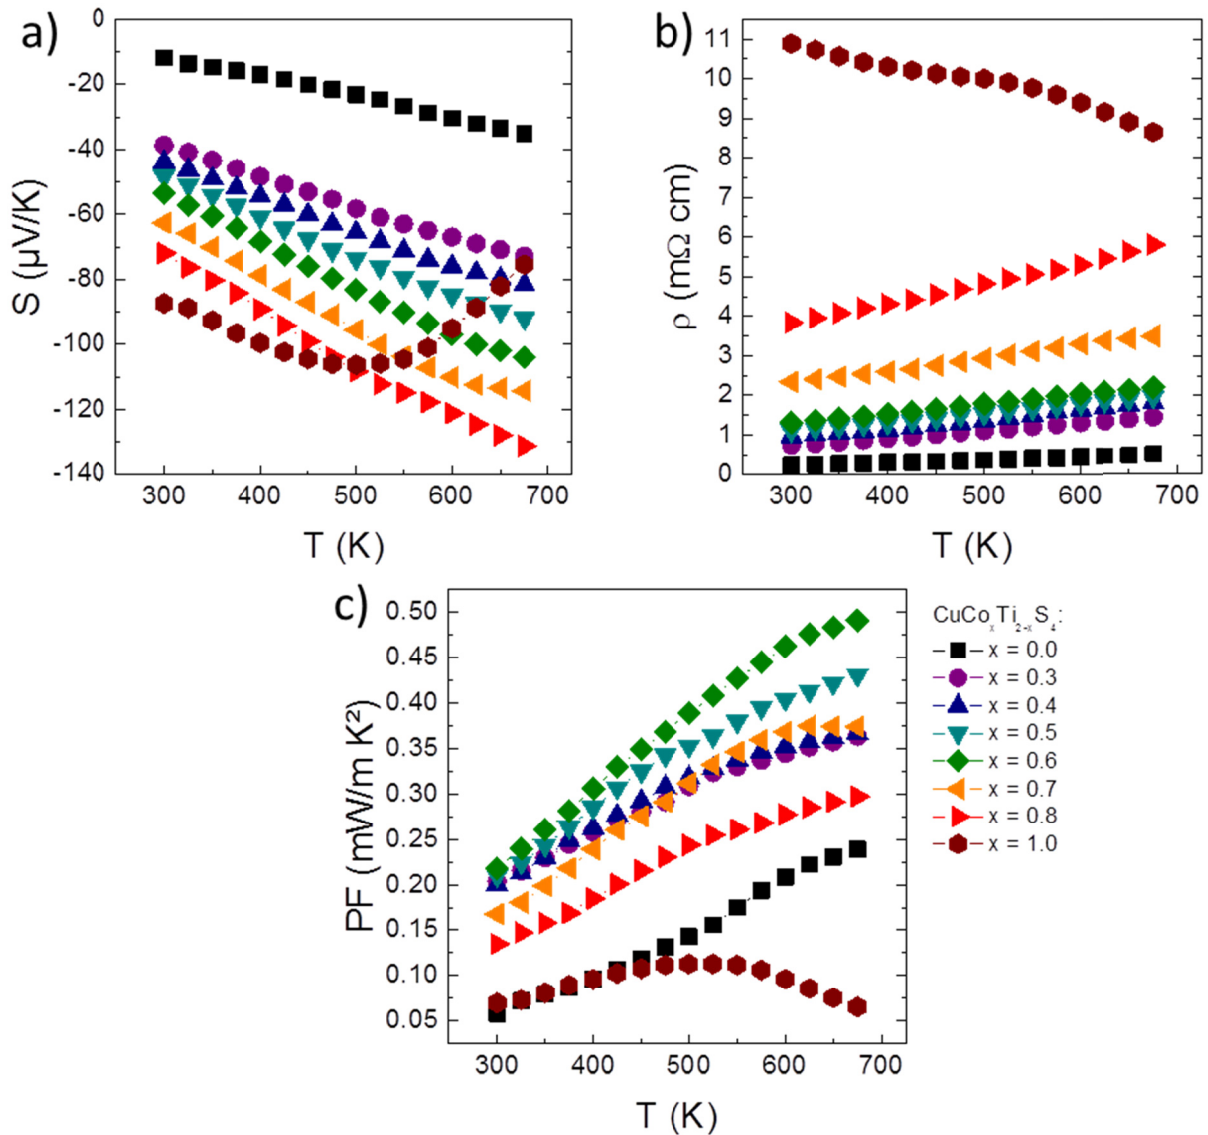 a)
0
-20
-40
-60
-80
-100
-120
-140
S (µV/K)
300 400 500 600 700
T (K)
b)
11
10
9
8
7
6
5
4
3
2
1
0
ρ (mΩ cm)
300 400 500 600 700
T (K)
c)
0.50
0.45
0.40
0.35
0.30
0.25
0.20
0.15
0.10
0.05
PF (mW/m K²)
300 400 500 600 700
T (K)
CuCoₓTi₂₋ₓS₄:
x = 0.0
x = 0.3
x = 0.4
x = 0.5
x = 0.6
x = 0.7
x = 0.8
x = 1.0